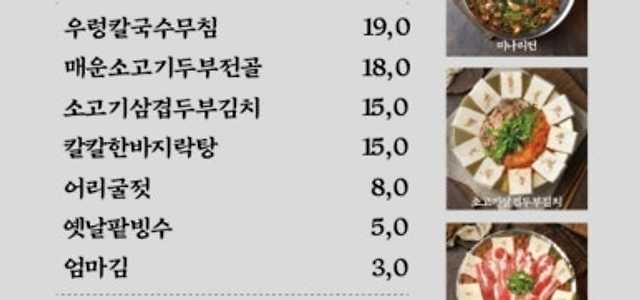 우렁칼국수무침 19,0
매운소고기두부전골 18,0
소고기삼겹두부김치 15,0
칼칼한바지락탕 15,0
어리굴젓 8,0
옛날팥빙수 5,0
엄마김 3,0
미나리전
소고기삼겹두부김치